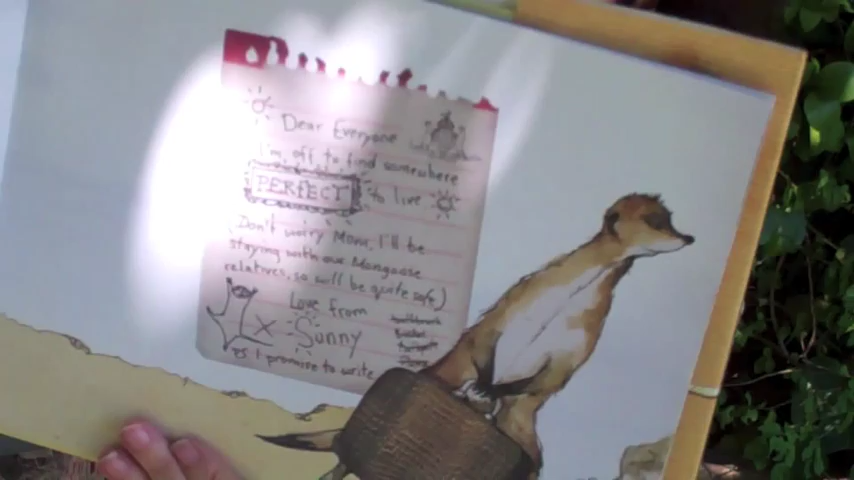 Dear Everyone
I'm off to find somewhere
PERFECT to live
(Don't worry Mum, I'll be
staying with our Mongoose
relatives, so will be quite safe)
Love from
x Sunny
ps I promise to write